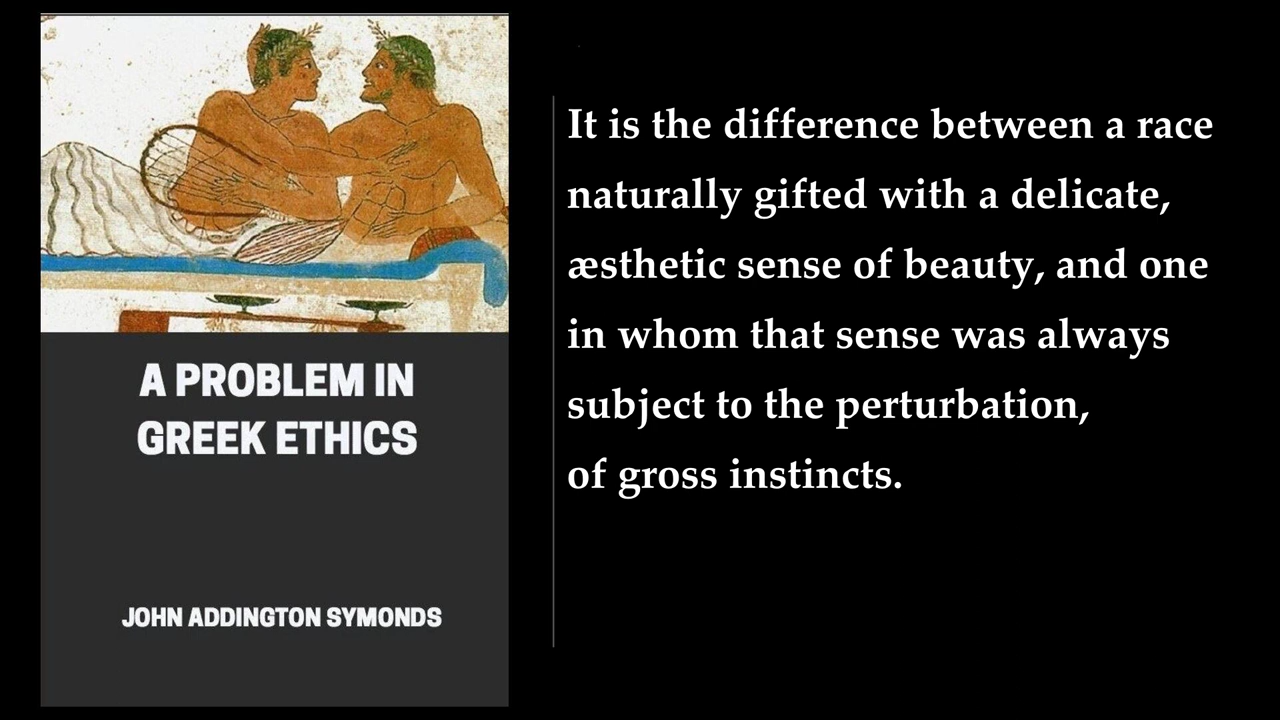 A PROBLEM IN
GREEK ETHICS
JOHN ADDINGTON SYMONDS
It is the difference between a race
naturally gifted with a delicate,
æsthetic sense of beauty, and one
in whom that sense was always
subject to the perturbation,
of gross instincts.